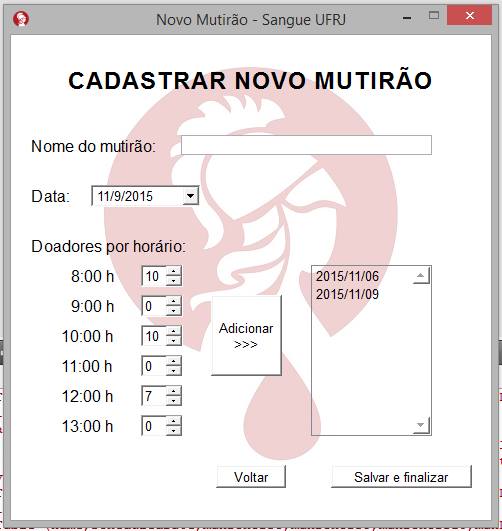 Novo Mutirão - Sangue UFRJ
CADASTRAR NOVO MUTIRÃO
Nome do mutirão:
Data: 11/9/2015
Doadores por horário:
8:00 h 10
9:00 h 0
10:00 h 10
11:00 h 0
12:00 h 7
13:00 h 0
Adicionar
>>>
2015/11/06
2015/11/09
Voltar
Salvar e finalizar